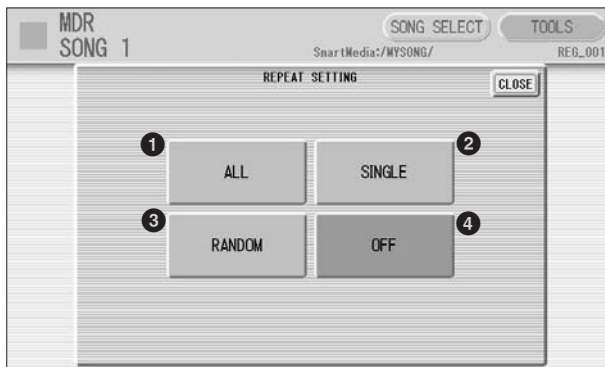 MDR
SONG SELECT
TOOLS
SONG 1
SmartMedia:/MYSONG/
REG_001
REPEAT SETTING
CLOSE
1
2
ALL
SINGLE
3
4
RANDOM
OFF